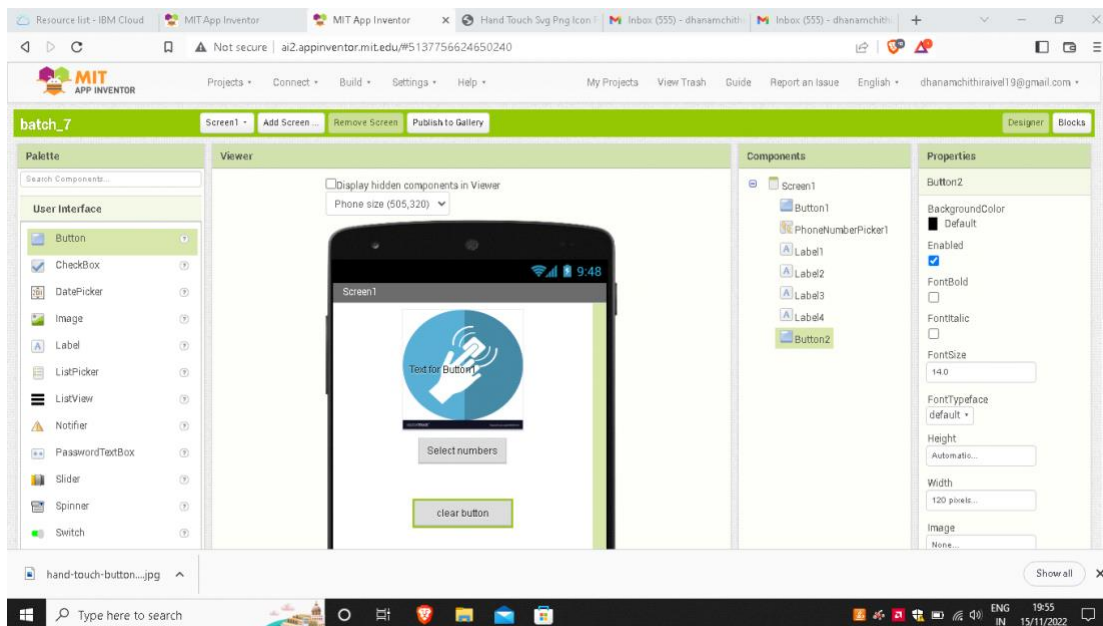 Resource list - IBM Cloud
MIT App Inventor
MIT App Inventor
Hand Touch Svg Png Icon F
Inbox (555) - dhanamchith
Inbox (555) - dhanamchith
Not secure
ai2.appinventor.mit.edu/#5137756624650240
MIT
APP INVENTOR
Projects
Connect
Build
Settings
Help
My Projects
View Trash
Guide
Report an Issue
English
dhanamchithiraivel19@gmail.com
batch_7
Screen1
Add Screen ...
Remove Screen
Publish to Gallery
Designer
Blocks
Palette
Search Components...
User Interface
Button
CheckBox
DatePicker
Image
Label
ListPicker
ListView
Notifier
PasswordTextBox
Slider
Spinner
Switch
Viewer
Display hidden components in Viewer
Phone size (505,320)
9:48
Screen1
Text for Button1
Select numbers
clear button
Components
Screen1
Button1
PhoneNumberPicker1
Label1
Label2
Label3
Label4
Button2
Properties
Button2
BackgroundColor
Default
Enabled
FontBold
FontItalic
FontSize
14.0
FontTypeface
default
Height
Automatic...
Width
120 pixels...
Image
None...
hand-touch-button....jpg
Show all
Type here to search
ENG
IN
19:55
15/11/2022